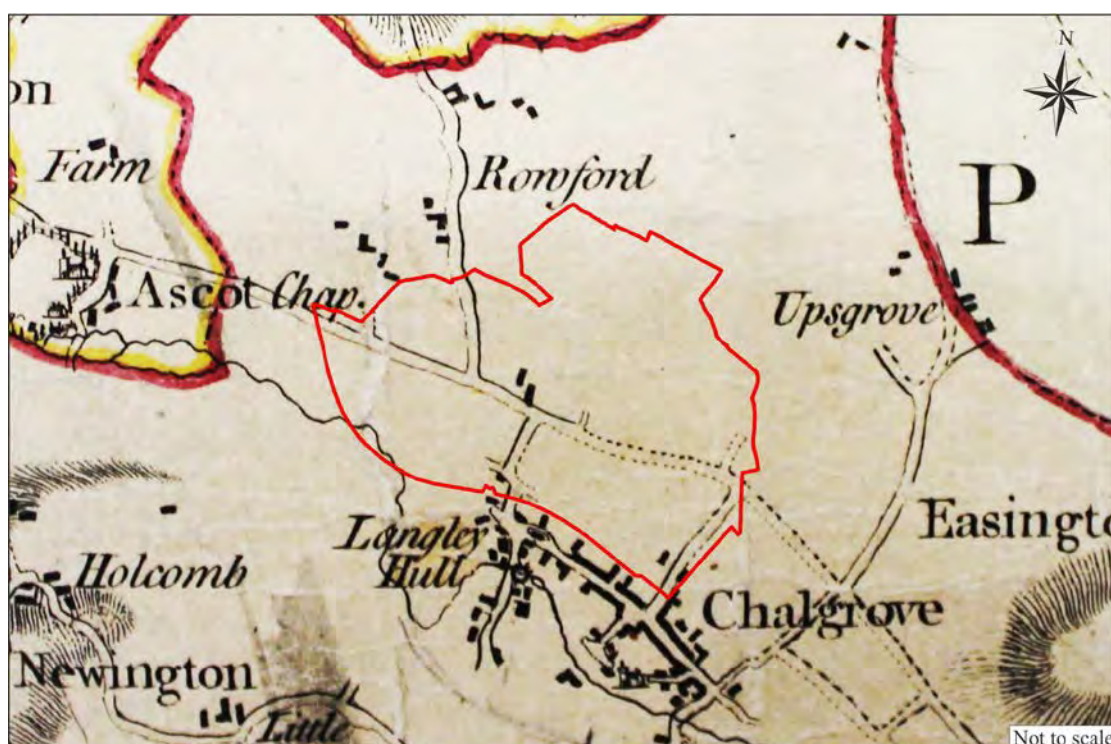 N
on
Farm
Rowford
P
Ascot Chap.
Upsgrove
Easingto
Langley
Hull
Holcomb
Chalgrove
Newington
Little
Not to scale